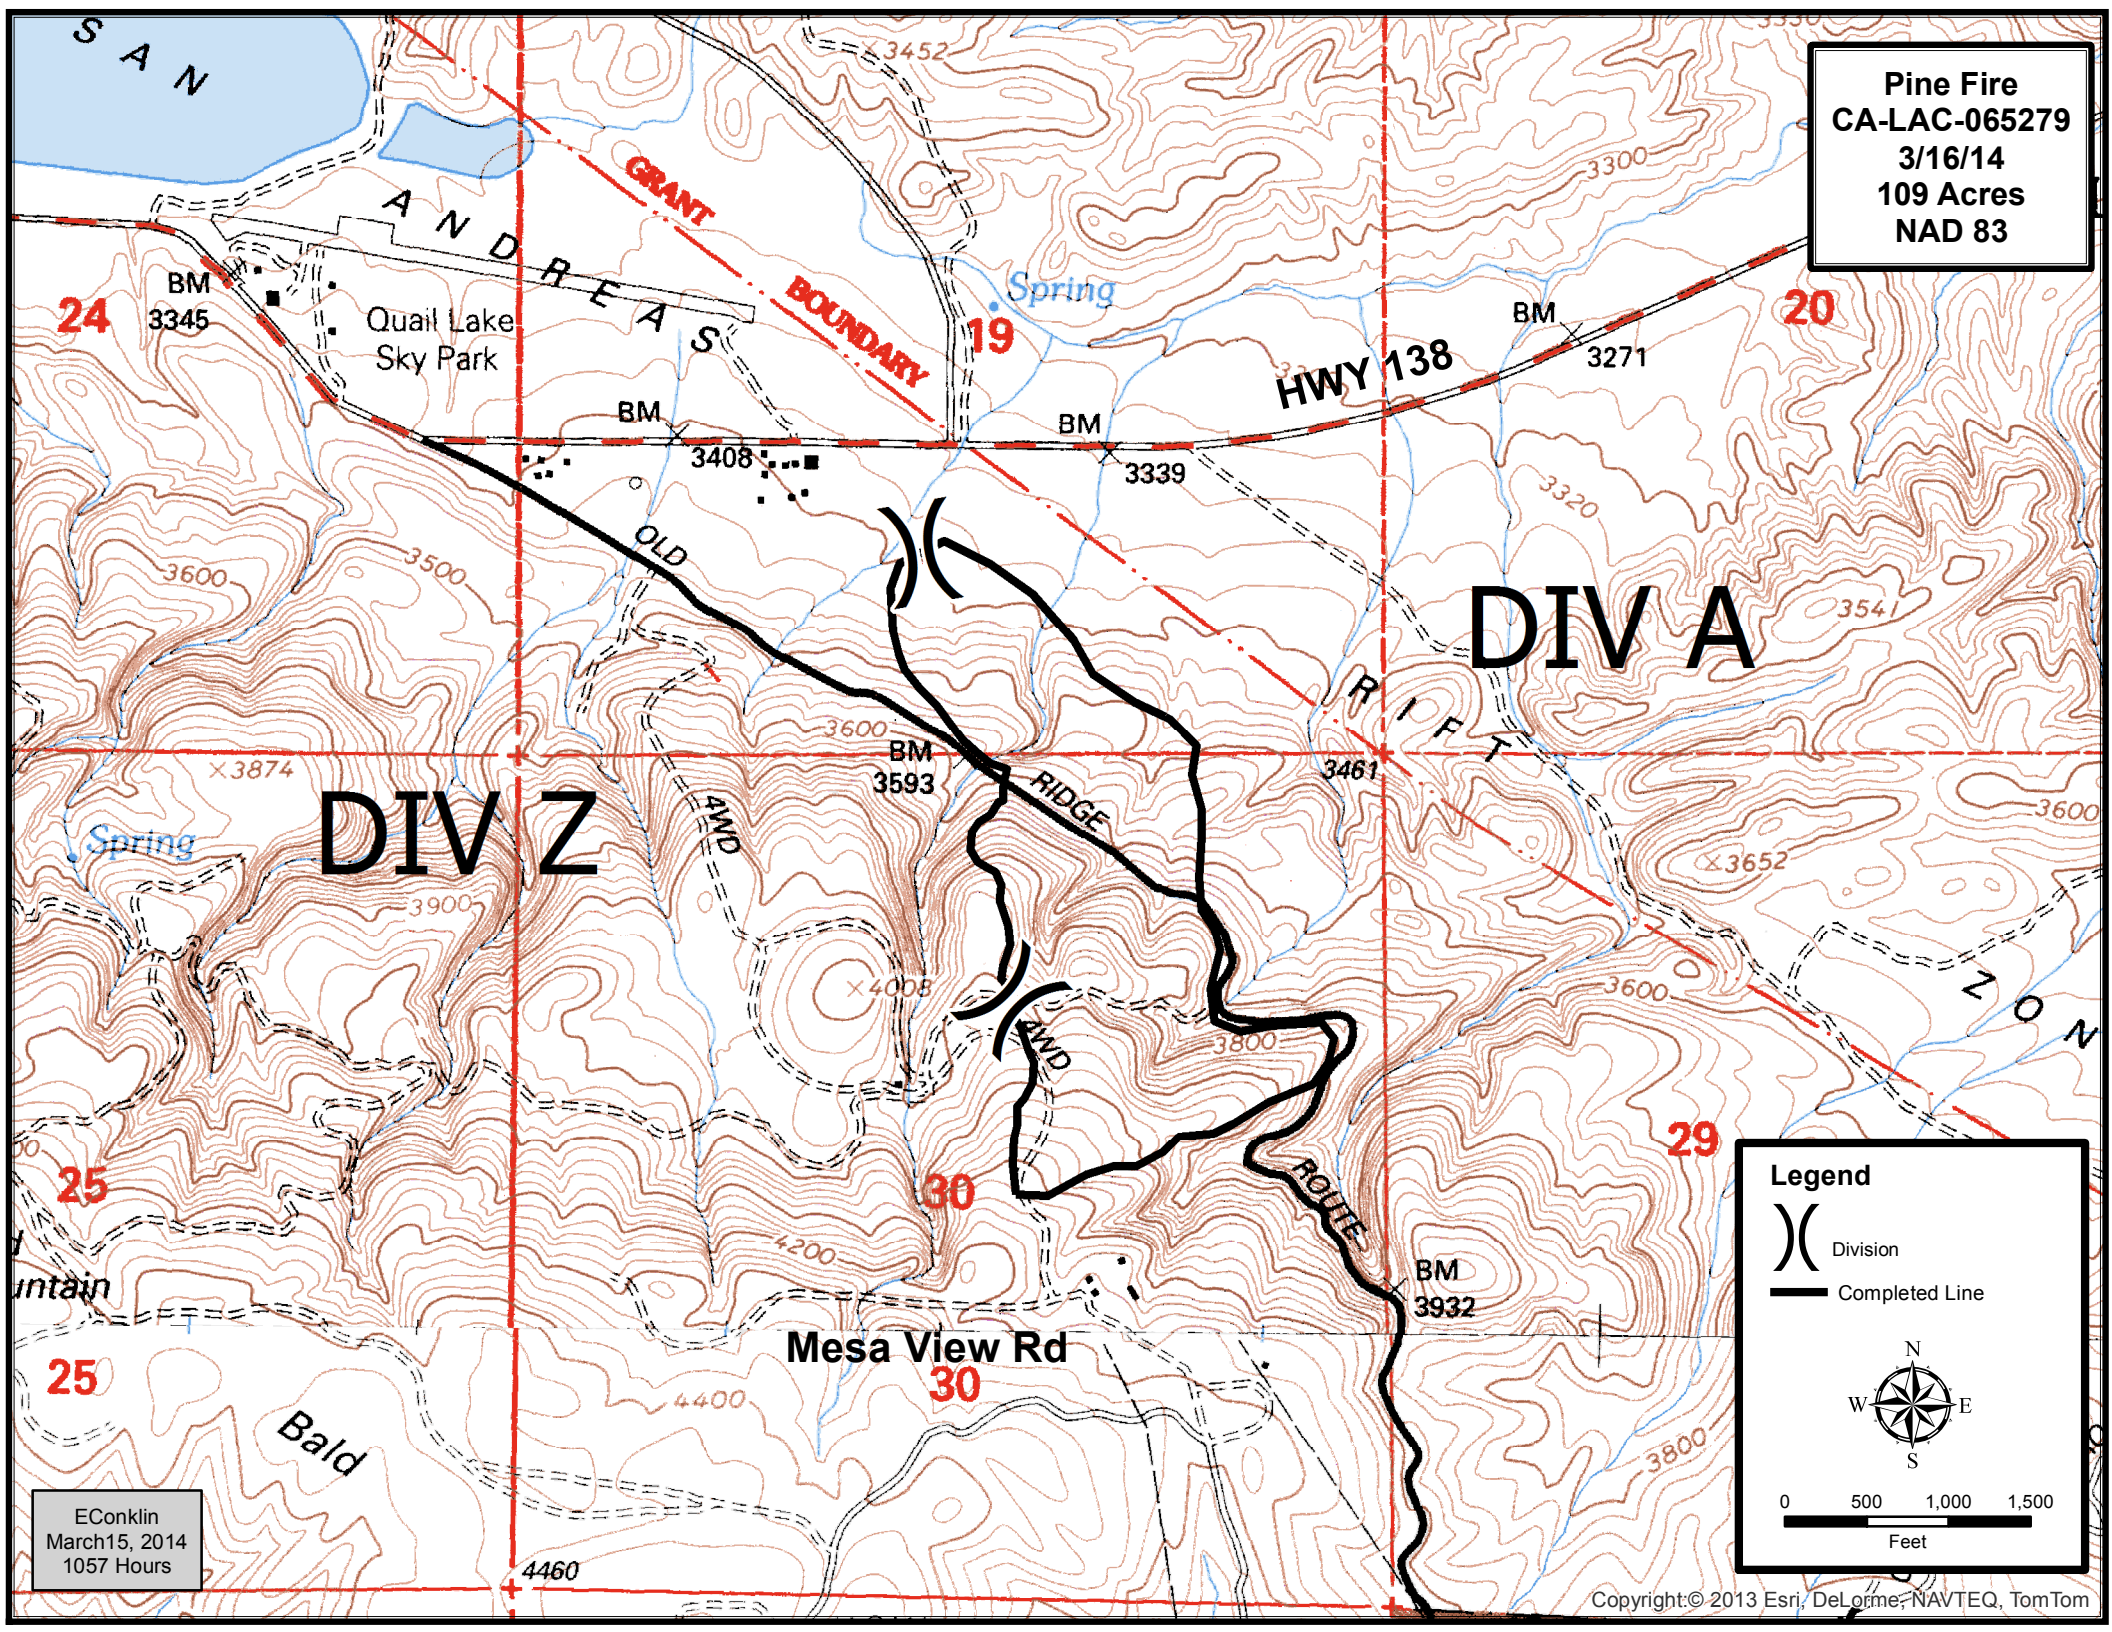 SAN
3452
3330
Pine Fire
CA-LAC-065279
3/16/14
109 Acres
NAD 83
GRANT
BOUNDARY
3300
ANDREAS
BM
3345
24
Quail Lake
Sky Park
Spring
19
20
BM
3271
HWY 138
BM
3408
BM
3339
OLD
3320
3500
3600
3541
DIV A
RIFT
3600
BM
3593
3461
3874
RIDGE
3600
4WD
DIV Z
Spring
3652
3900
4008
3600
ZON
4WD
3800
29
25
30
ROUTE
4200
BM
3932
untain
Mesa View Rd
25
30
4400
Bald
3800
4460
Legend
Division
Completed Line
N
W E
S
0 500 1,000 1,500
Feet
EConklin
March15, 2014
1057 Hours
Copyright:© 2013 Esri, DeLorme, NAVTEQ, TomTom